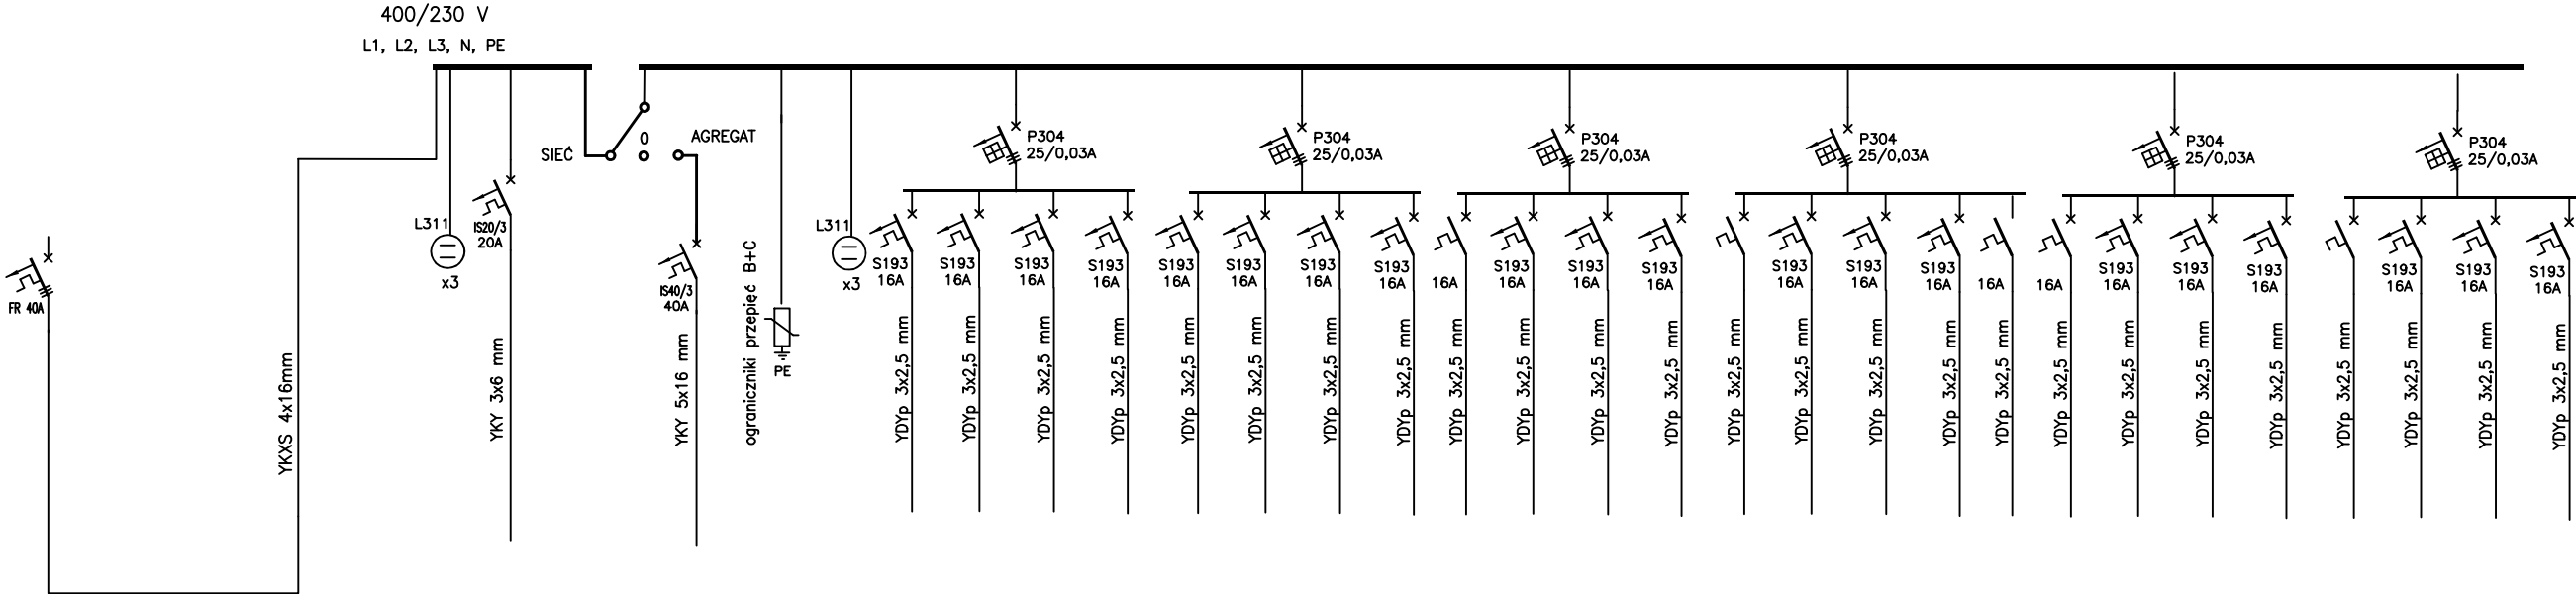 400/230 V
L1, L2, L3, N, PE
FR 40A
YKXS 4x16mm
L311
x3
IS20/3
20A
YKY 3x6 mm
SIEĆ
0
AGREGAT
IS40/3
40A
YKY 5x16 mm
ograniczniki przepięć B+C
PE
L311
x3
P304
25/0,03A
S193
16A
S193
16A
S193
16A
S193
16A
YDYp 3x2,5 mm
YDYp 3x2,5 mm
YDYp 3x2,5 mm
YDYp 3x2,5 mm
P304
25/0,03A
S193
16A
S193
16A
S193
16A
S193
16A
YDYp 3x2,5 mm
YDYp 3x2,5 mm
YDYp 3x2,5 mm
YDYp 3x2,5 mm
P304
25/0,03A
16A
S193
16A
S193
16A
S193
16A
YDYp 3x2,5 mm
YDYp 3x2,5 mm
YDYp 3x2,5 mm
YDYp 3x2,5 mm
P304
25/0,03A
S193
16A
S193
16A
S193
16A
16A
YDYp 3x2,5 mm
YDYp 3x2,5 mm
YDYp 3x2,5 mm
YDYp 3x2,5 mm
YDYp 3x2,5 mm
P304
25/0,03A
16A
S193
16A
S193
16A
S193
16A
YDYp 3x2,5 mm
YDYp 3x2,5 mm
YDYp 3x2,5 mm
YDYp 3x2,5 mm
P304
25/0,03A
S193
16A
S193
16A
S193
16A
YDYp 3x2,5 mm
YDYp 3x2,5 mm
YDYp 3x2,5 mm
YDYp 3x2,5 mm